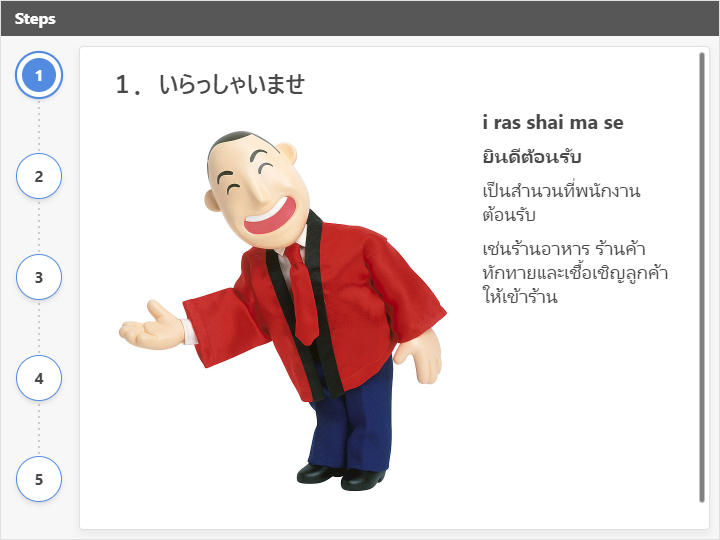 Steps
1
2
3
4
5
1. いらっしゃいませ
i ras shai ma se
ยินดีต้อนรับ
เป็นสำนวนที่พนักงาน
ต้อนรับ
เช่นร้านอาหาร ร้านค้า
ทักทายและเชื้อเชิญลูกค้า
ให้เข้าร้าน